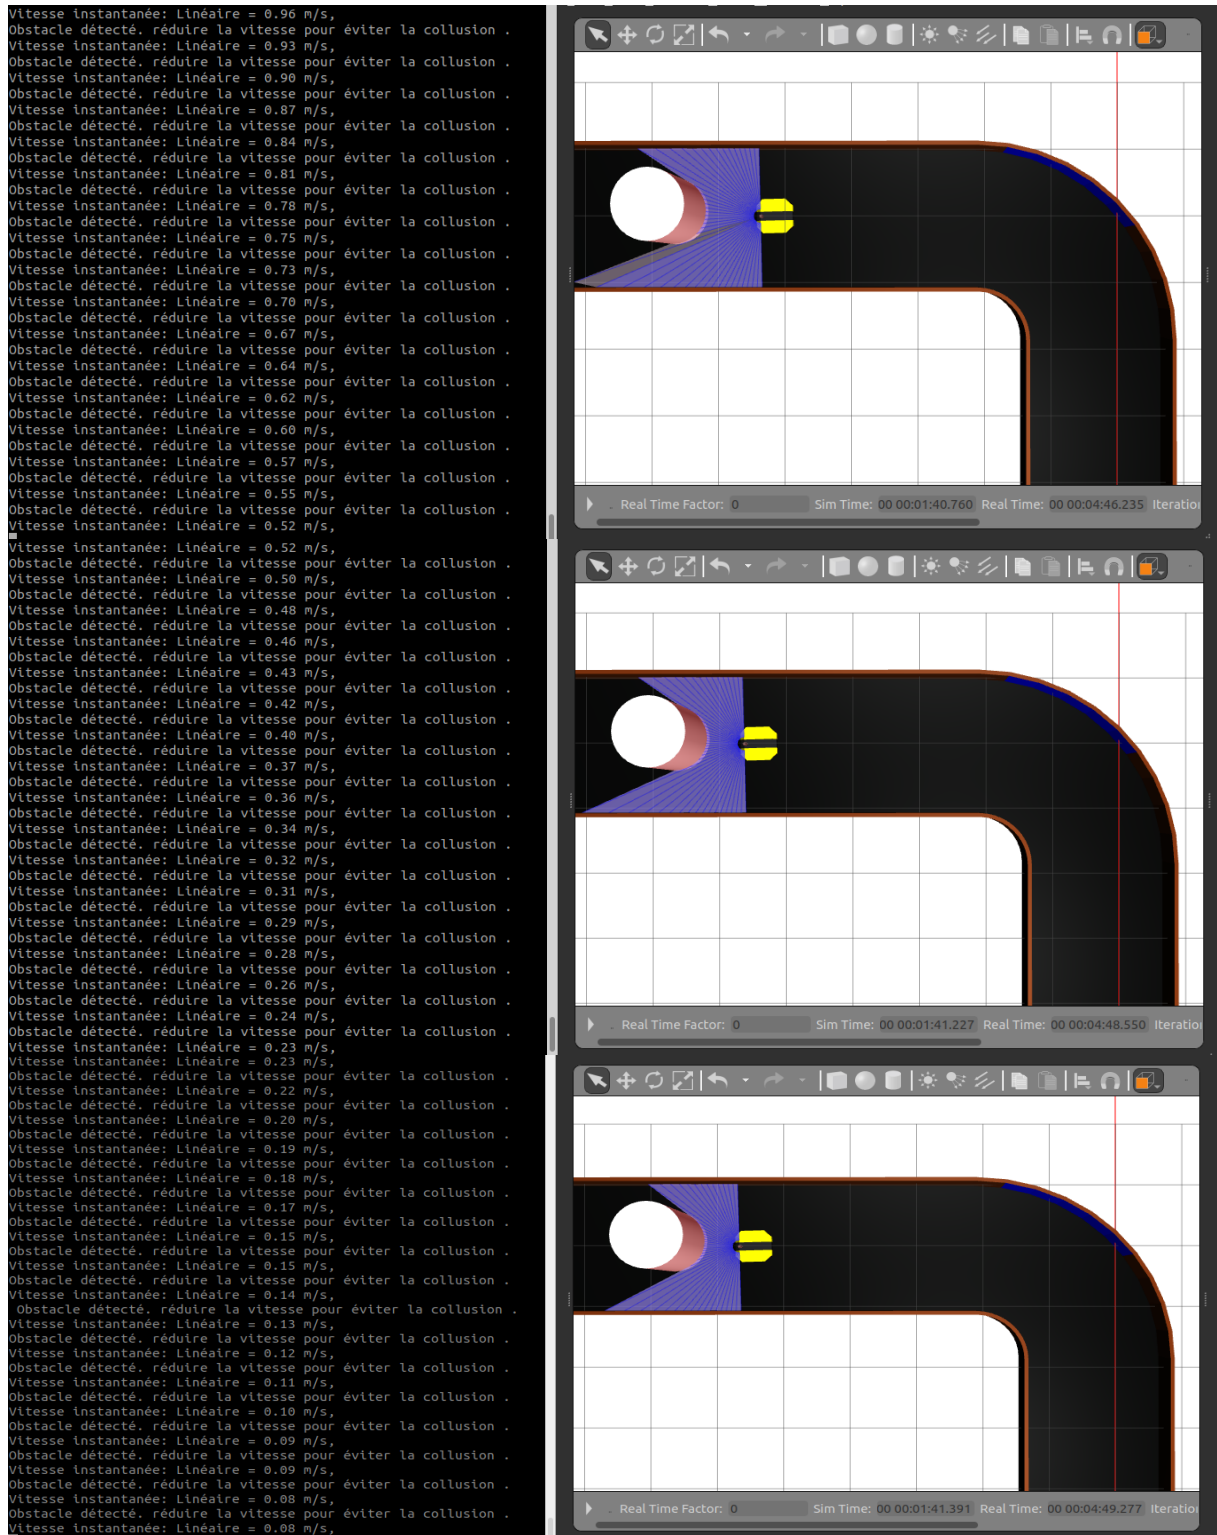 Vitesse instantanée: Linéaire = 0.96 m/s,
Obstacle détecté. réduire la vitesse pour éviter la collusion .
Vitesse instantanée: Linéaire = 0.93 m/s,
Obstacle détecté. réduire la vitesse pour éviter la collusion .
Vitesse instantanée: Linéaire = 0.90 m/s,
Obstacle détecté. réduire la vitesse pour éviter la collusion .
Vitesse instantanée: Linéaire = 0.87 m/s,
Obstacle détecté. réduire la vitesse pour éviter la collusion .
Vitesse instantanée: Linéaire = 0.84 m/s,
Obstacle détecté. réduire la vitesse pour éviter la collusion .
Vitesse instantanée: Linéaire = 0.81 m/s,
Obstacle détecté. réduire la vitesse pour éviter la collusion .
Vitesse instantanée: Linéaire = 0.78 m/s,
Obstacle détecté. réduire la vitesse pour éviter la collusion .
Vitesse instantanée: Linéaire = 0.75 m/s,
Obstacle détecté. réduire la vitesse pour éviter la collusion .
Vitesse instantanée: Linéaire = 0.73 m/s,
Obstacle détecté. réduire la vitesse pour éviter la collusion .
Vitesse instantanée: Linéaire = 0.70 m/s,
Obstacle détecté. réduire la vitesse pour éviter la collusion .
Vitesse instantanée: Linéaire = 0.67 m/s,
Obstacle détecté. réduire la vitesse pour éviter la collusion .
Vitesse instantanée: Linéaire = 0.64 m/s,
Obstacle détecté. réduire la vitesse pour éviter la collusion .
Vitesse instantanée: Linéaire = 0.62 m/s,
Obstacle détecté. réduire la vitesse pour éviter la collusion .
Vitesse instantanée: Linéaire = 0.60 m/s,
Obstacle détecté. réduire la vitesse pour éviter la collusion .
Vitesse instantanée: Linéaire = 0.57 m/s,
Obstacle détecté. réduire la vitesse pour éviter la collusion .
Vitesse instantanée: Linéaire = 0.55 m/s,
Obstacle détecté. réduire la vitesse pour éviter la collusion .
Vitesse instantanée: Linéaire = 0.52 m/s,
Real Time Factor: 0 Sim Time: 00 00:01:40.760 Real Time: 00 00:04:46.235 Iteratio
Vitesse instantanée: Linéaire = 0.52 m/s,
Obstacle détecté. réduire la vitesse pour éviter la collusion .
Vitesse instantanée: Linéaire = 0.50 m/s,
Obstacle détecté. réduire la vitesse pour éviter la collusion .
Vitesse instantanée: Linéaire = 0.48 m/s,
Obstacle détecté. réduire la vitesse pour éviter la collusion .
Vitesse instantanée: Linéaire = 0.46 m/s,
Obstacle détecté. réduire la vitesse pour éviter la collusion .
Vitesse instantanée: Linéaire = 0.43 m/s,
Obstacle détecté. réduire la vitesse pour éviter la collusion .
Vitesse instantanée: Linéaire = 0.42 m/s,
Obstacle détecté. réduire la vitesse pour éviter la collusion .
Vitesse instantanée: Linéaire = 0.40 m/s,
Obstacle détecté. réduire la vitesse pour éviter la collusion .
Vitesse instantanée: Linéaire = 0.37 m/s,
Obstacle détecté. réduire la vitesse pour éviter la collusion .
Vitesse instantanée: Linéaire = 0.36 m/s,
Obstacle détecté. réduire la vitesse pour éviter la collusion .
Vitesse instantanée: Linéaire = 0.34 m/s,
Obstacle détecté. réduire la vitesse pour éviter la collusion .
Vitesse instantanée: Linéaire = 0.32 m/s,
Obstacle détecté. réduire la vitesse pour éviter la collusion .
Vitesse instantanée: Linéaire = 0.31 m/s,
Obstacle détecté. réduire la vitesse pour éviter la collusion .
Vitesse instantanée: Linéaire = 0.29 m/s,
Obstacle détecté. réduire la vitesse pour éviter la collusion .
Vitesse instantanée: Linéaire = 0.28 m/s,
Obstacle détecté. réduire la vitesse pour éviter la collusion .
Vitesse instantanée: Linéaire = 0.26 m/s,
Obstacle détecté. réduire la vitesse pour éviter la collusion .
Vitesse instantanée: Linéaire = 0.24 m/s,
Obstacle détecté. réduire la vitesse pour éviter la collusion .
Vitesse instantanée: Linéaire = 0.23 m/s,
Real Time Factor: 0 Sim Time: 00 00:01:41.227 Real Time: 00 00:04:48.550 Iteratio
Vitesse instantanée: Linéaire = 0.23 m/s,
Obstacle détecté. réduire la vitesse pour éviter la collusion .
Vitesse instantanée: Linéaire = 0.22 m/s,
Obstacle détecté. réduire la vitesse pour éviter la collusion .
Vitesse instantanée: Linéaire = 0.20 m/s,
Obstacle détecté. réduire la vitesse pour éviter la collusion .
Vitesse instantanée: Linéaire = 0.19 m/s,
Obstacle détecté. réduire la vitesse pour éviter la collusion .
Vitesse instantanée: Linéaire = 0.18 m/s,
Obstacle détecté. réduire la vitesse pour éviter la collusion .
Vitesse instantanée: Linéaire = 0.17 m/s,
Obstacle détecté. réduire la vitesse pour éviter la collusion .
Vitesse instantanée: Linéaire = 0.15 m/s,
Obstacle détecté. réduire la vitesse pour éviter la collusion .
Vitesse instantanée: Linéaire = 0.15 m/s,
Obstacle détecté. réduire la vitesse pour éviter la collusion .
Vitesse instantanée: Linéaire = 0.14 m/s,
Obstacle détecté. réduire la vitesse pour éviter la collusion .
Vitesse instantanée: Linéaire = 0.13 m/s,
Obstacle détecté. réduire la vitesse pour éviter la collusion .
Vitesse instantanée: Linéaire = 0.12 m/s,
Obstacle détecté. réduire la vitesse pour éviter la collusion .
Vitesse instantanée: Linéaire = 0.11 m/s,
Obstacle détecté. réduire la vitesse pour éviter la collusion .
Vitesse instantanée: Linéaire = 0.10 m/s,
Obstacle détecté. réduire la vitesse pour éviter la collusion .
Vitesse instantanée: Linéaire = 0.09 m/s,
Obstacle détecté. réduire la vitesse pour éviter la collusion .
Vitesse instantanée: Linéaire = 0.09 m/s,
Obstacle détecté. réduire la vitesse pour éviter la collusion .
Vitesse instantanée: Linéaire = 0.08 m/s,
Obstacle détecté. réduire la vitesse pour éviter la collusion .
Vitesse instantanée: Linéaire = 0.08 m/s,
Real Time Factor: 0 Sim Time: 00 00:01:41.391 Real Time: 00 00:04:49.277 Iteratio